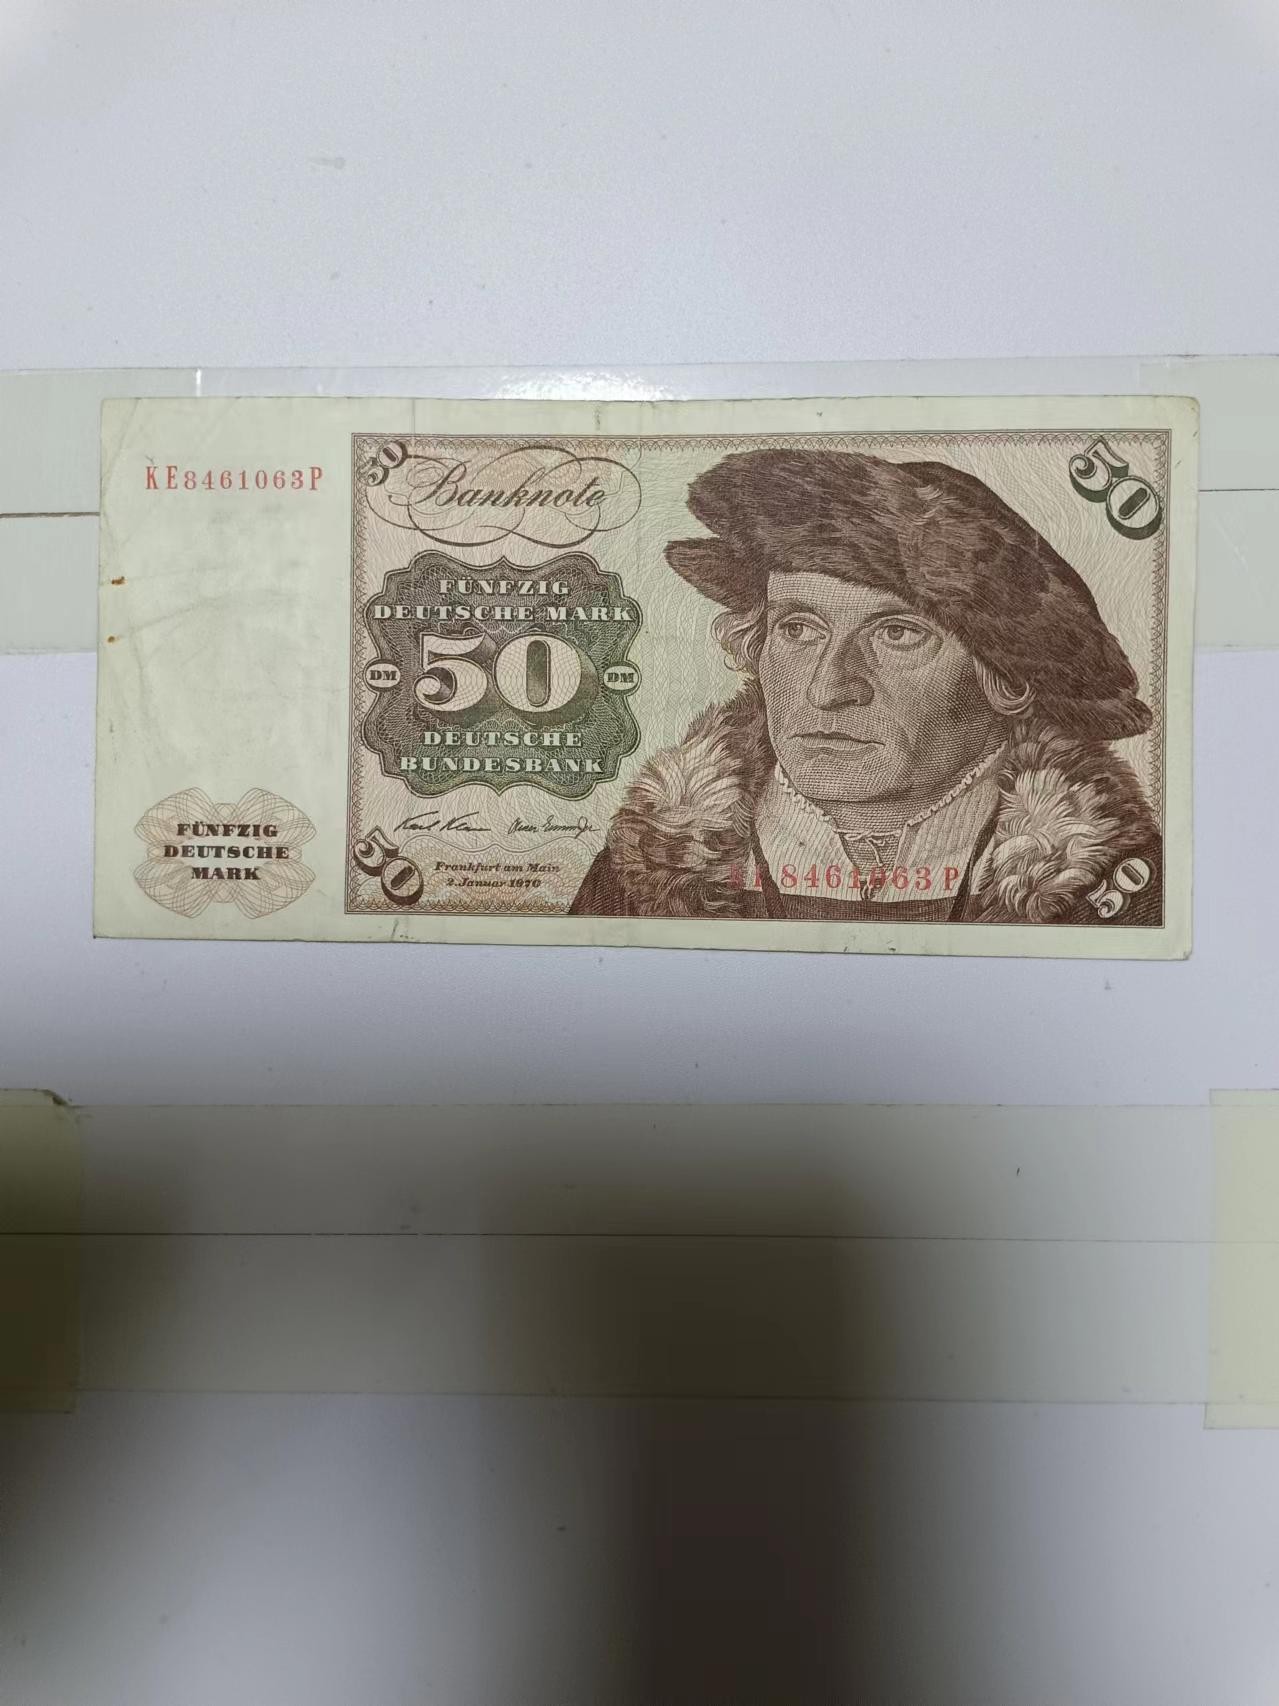 KE8461063P
50
50
Banknote
FÜNFZIG
DEUTSCHE MARK
DM
50
DM
DEUTSCHE
BUNDESBANK
FÜNFZIG
DEUTSCHE
MARK
50
Frankfurt am Main
2. Januar 1970
8461063P
50